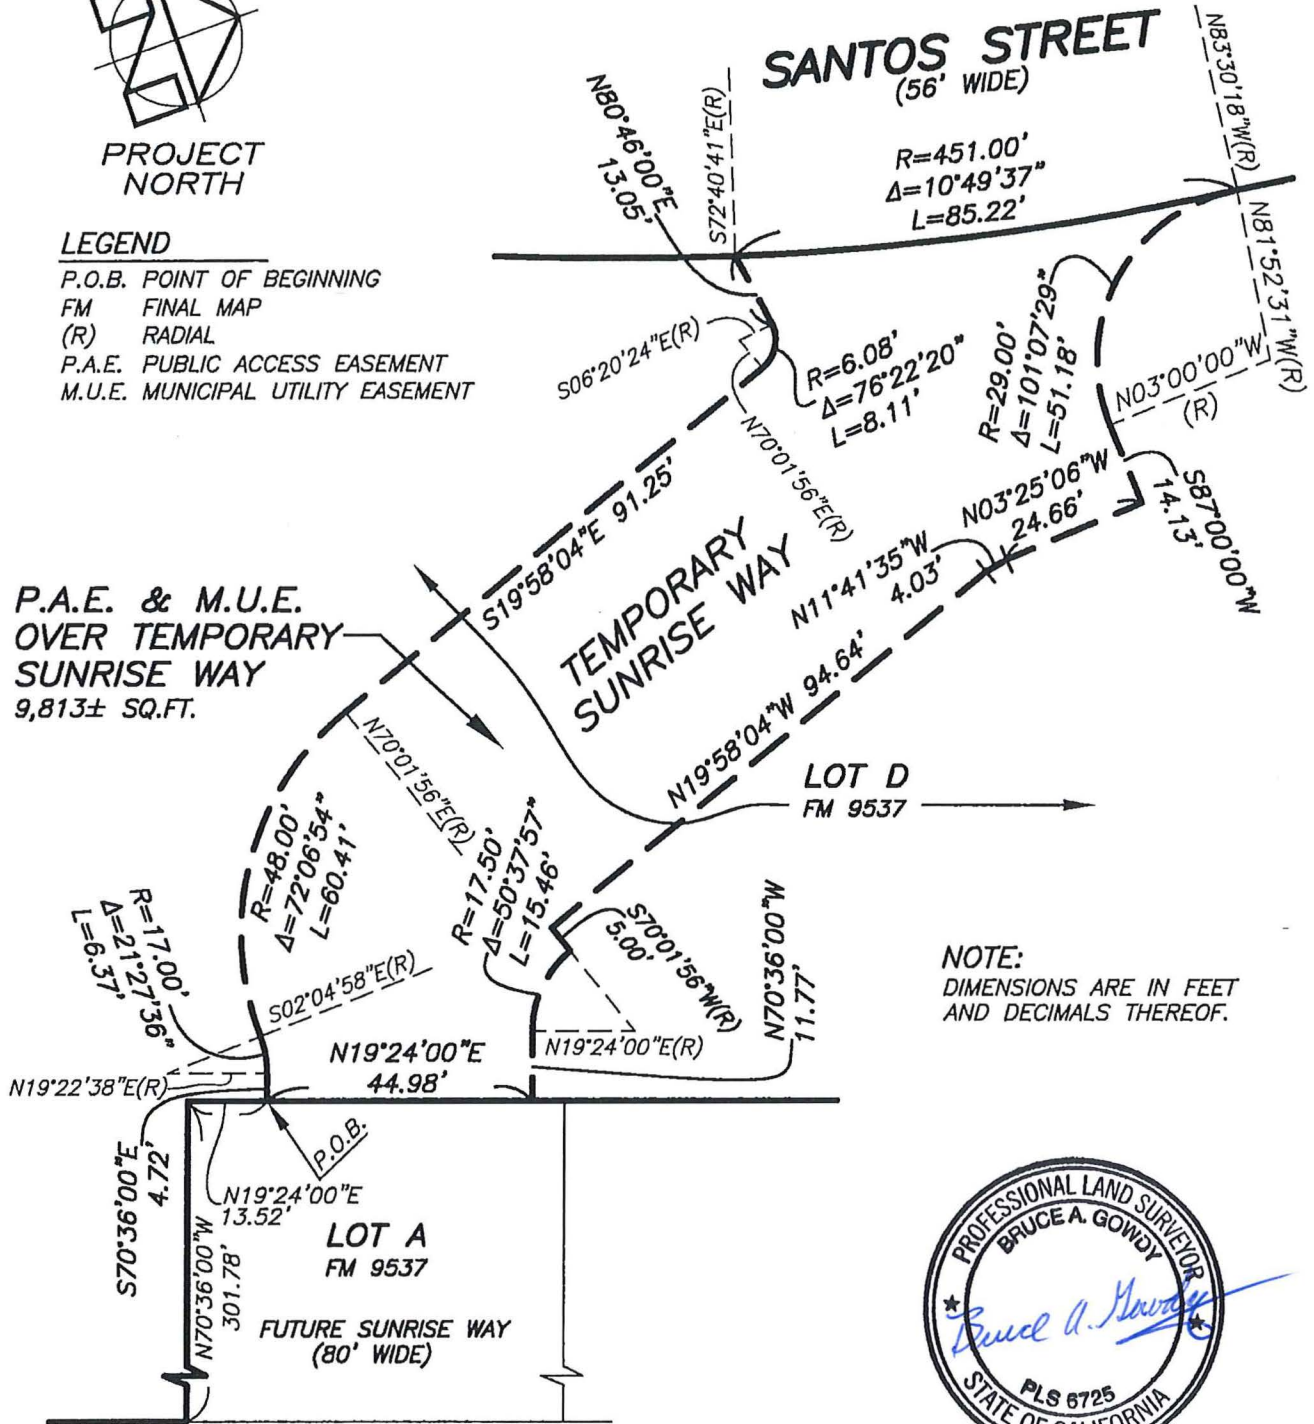 PROJECT
NORTH
LEGEND
P.O.B. POINT OF BEGINNING
FM FINAL MAP
(R) RADIAL
P.A.E. PUBLIC ACCESS EASEMENT
M.U.E. MUNICIPAL UTILITY EASEMENT
SANTOS STREET
(56' WIDE)
N83°30'18"W(R)
N80°46'00"E
13.05'
S72°40'41"E(R)
R=451.00'
Δ=10°49'37"
L=85.22'
N81°52'31"W(R)
S06°20'24"E(R)
R=6.08'
Δ=76°22'20"
L=8.11'
R=29.00'
Δ=101°07'29"
L=51.18'
N03°00'00"W
(R)
N70°01'56"E(R)
S19°58'04"E 91.25'
TEMPORARY
SUNRISE WAY
N03°25'06"W
24.66'
S87°00'00"W
14.13'
N11°41'35"W
4.03'
P.A.E. & M.U.E.
OVER TEMPORARY
SUNRISE WAY
9,813± SQ.FT.
N19°58'04"W 94.64'
LOT D
FM 9537
N70°01'56"E(R)
R=48.00'
Δ=72°06'54"
L=60.41'
R=17.50'
Δ=50°37'57"
L=15.46'
R=17.00'
Δ=21°27'36"
L=6.37'
S02°04'58"E(R)
S70°01'56"W(R)
5.00'
N70°36'00"W
11.77'
NOTE:
DIMENSIONS ARE IN FEET
AND DECIMALS THEREOF.
N19°24'00"E
44.98'
N19°24'00"E(R)
N19°22'38"E(R)
P.O.B.
S70°36'00"E
4.72'
N19°24'00"E
13.52'
N70°36'00"W
301.78'
LOT A
FM 9537
FUTURE SUNRISE WAY
(80' WIDE)
PROFESSIONAL LAND SURVEYOR
BRUCE A. GOWDY
Bruce A. Gowdy
PLS 6725
STATE OF CALIFORNIA